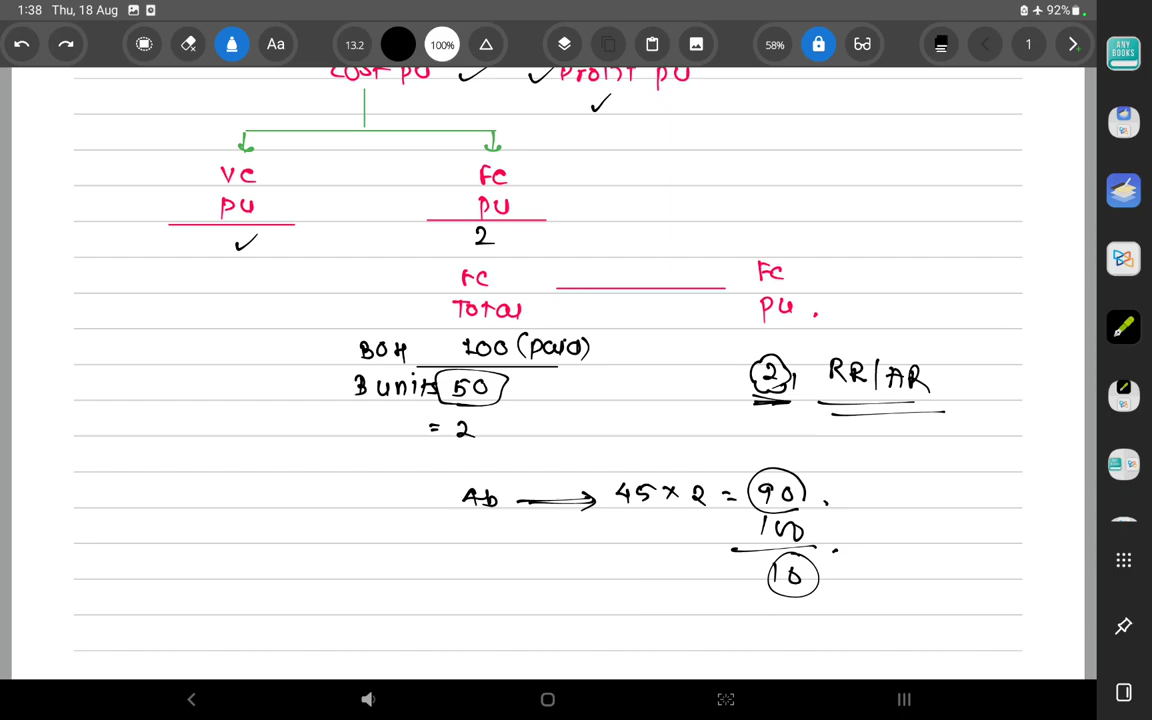 1:38 Thu, 18 Aug 92%
Aa 13.2 100% 58% 1
ANY BOOKS
Cost PU Profit PU
VC FC
PU PU
2
FC FC
Total PU.
BOH 100 (paid)
B units 50 2, RR/AR
= 2
Ab 45 × 2 = 90.
100
10